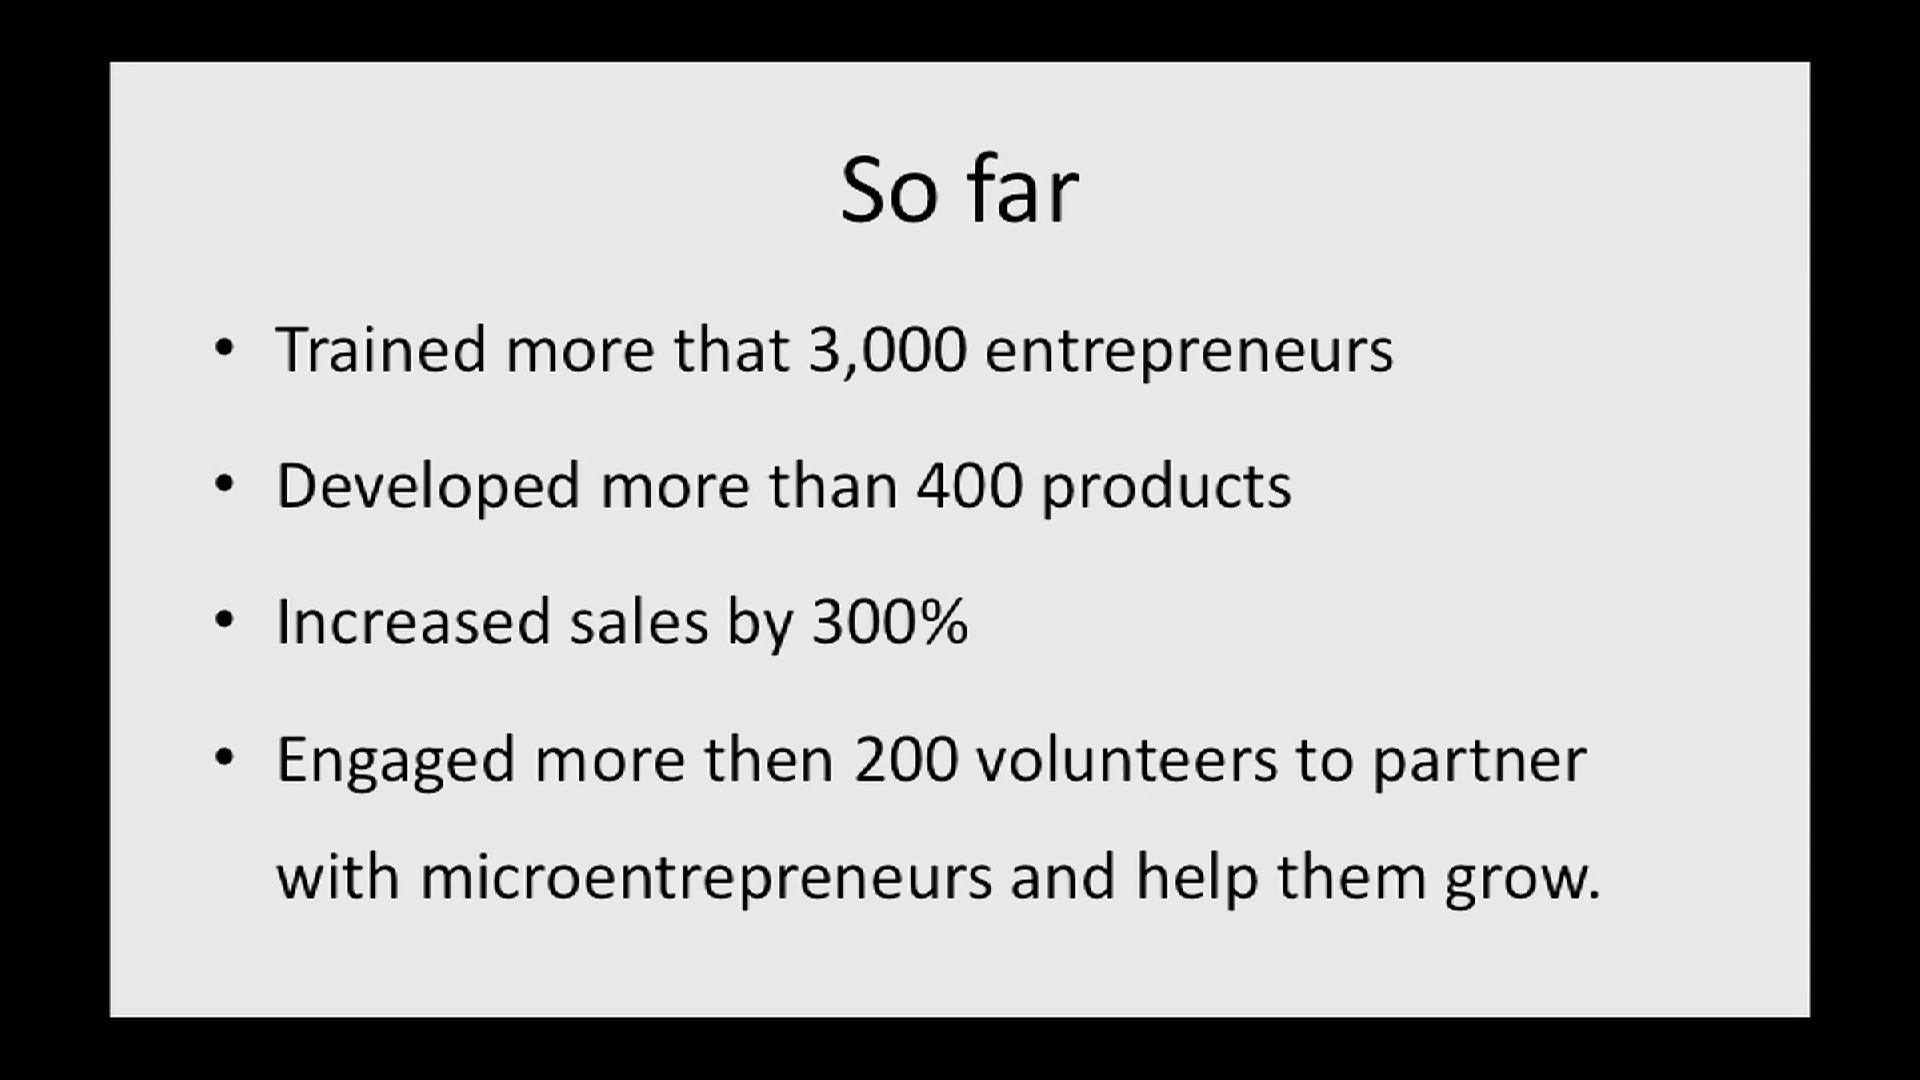 So far
• Trained more that 3,000 entrepreneurs
• Developed more than 400 products
• Increased sales by 300%
• Engaged more then 200 volunteers to partner
with microentrepreneurs and help them grow.